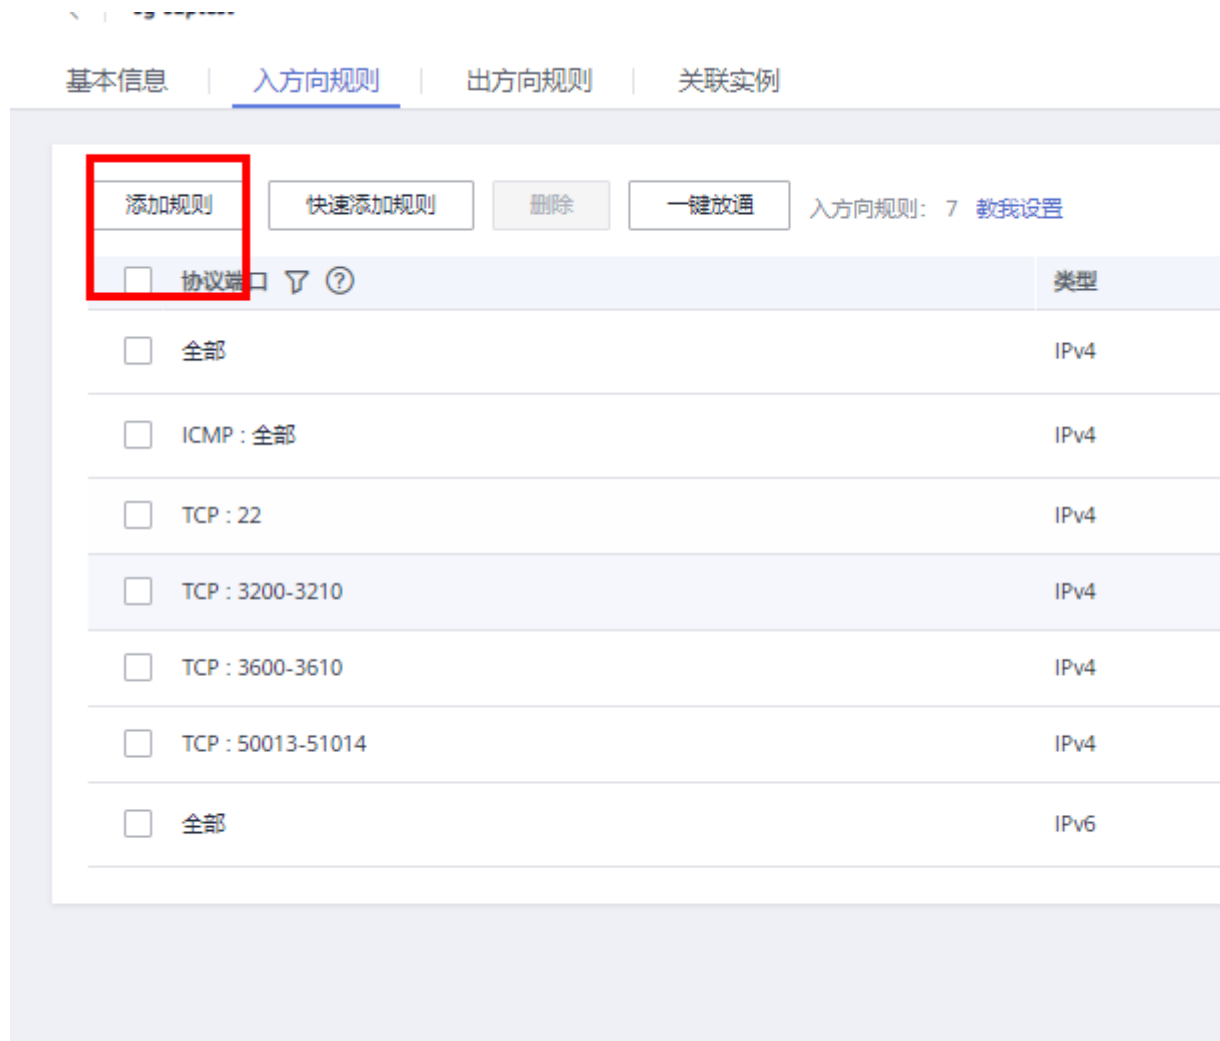 基本信息 入方向规则 出方向规则 关联实例
添加规则 快速添加规则 删除 一键放通 入方向规则: 7 教我设置
协议端口 类型
全部 IPv4
ICMP : 全部 IPv4
TCP : 22 IPv4
TCP : 3200-3210 IPv4
TCP : 3600-3610 IPv4
TCP : 50013-51014 IPv4
全部 IPv6